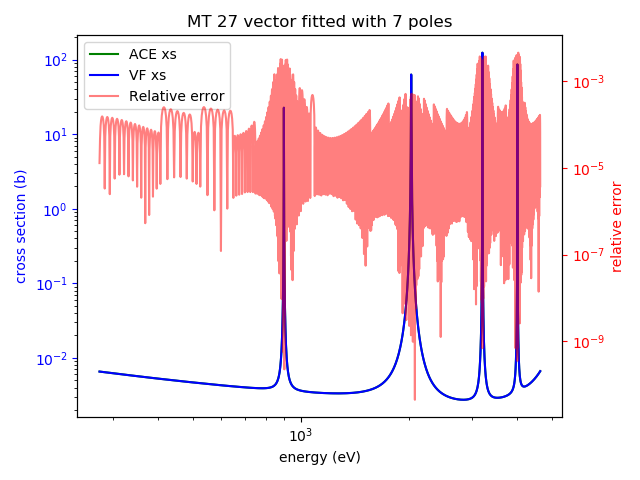 MT 27 vector fitted with 7 poles
ACE xs
VF xs
Relative error
10^2
10^1
10^0
10^-1
10^-2
cross section (b)
10^-3
10^-5
10^-7
10^-9
relative error
10^3
energy (eV)